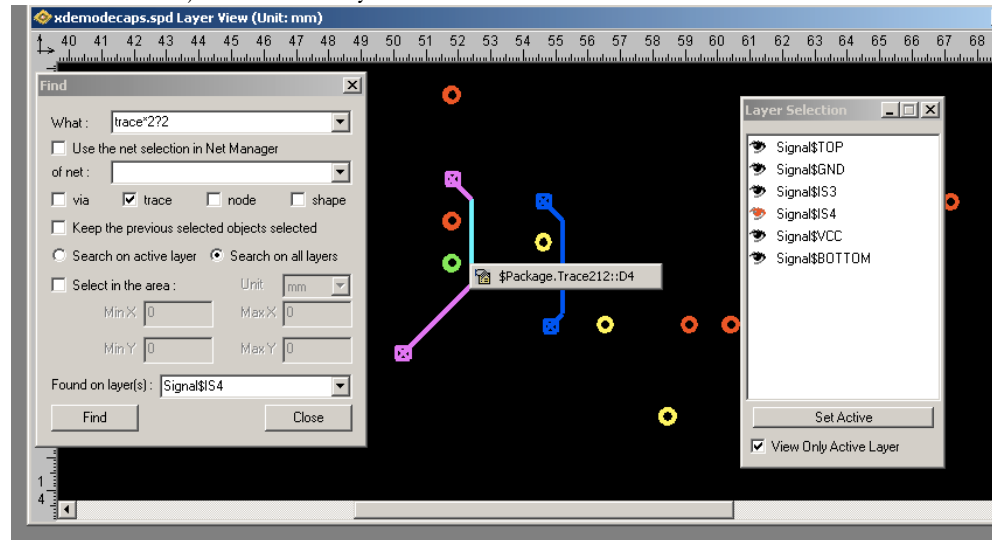 xdemodecaps.spd Layer View (Unit: mm)
40 41 42 43 44 45 46 47 48 49 50 51 52 53 54 55 56 57 58 59 60 61 62 63 64 65 66 67 68
Find
What : trace*2?2
Use the net selection in Net Manager
of net :
via trace node shape
Keep the previous selected objects selected
Search on active layer Search on all layers
Select in the area : Unit mm
Min X 0 Max X 0
Min Y 0 Max Y 0
Found on layer(s) : Signal$IS4
Find Close
1
4
$Package.Trace212::D4
Layer Selection
Signal$TOP
Signal$GND
Signal$IS3
Signal$IS4
Signal$VCC
Signal$BOTTOM
Set Active
View Only Active Layer